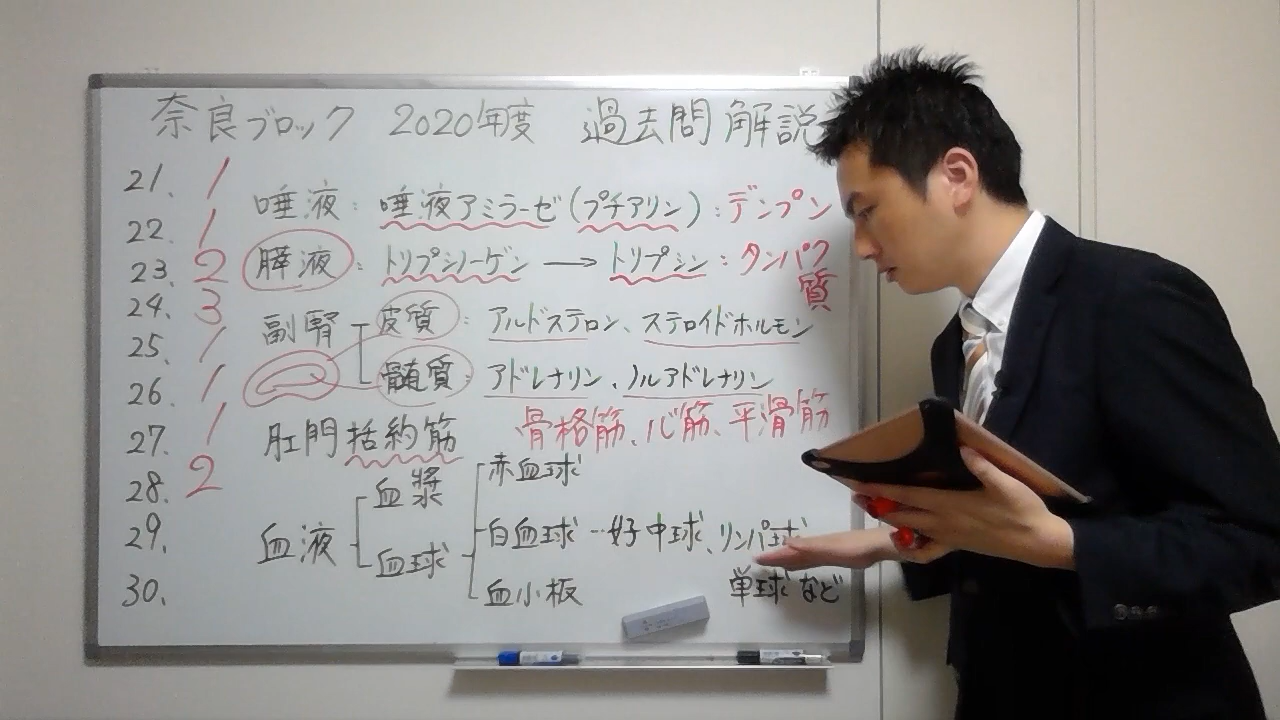 奈良ブロック 2020年度 過去問 解説
21. 1
22. 1
23. 2
24. 3
25. 1
26. 1
27. 1
28. 2
29.
30.
唾液: 唾液アミラーゼ(プチアリン): デンプン
膵液: トリプシノーゲン → トリプシン: タンパク
質
副腎 皮質: アルドステロン、ステロイドホルモン
髄質: アドレナリン、ノルアドレナリン
肛門括約筋 骨格筋、心筋、平滑筋
血液 血漿
血球 赤血球
白血球…好中球、リンパ球、
単球など
血小板